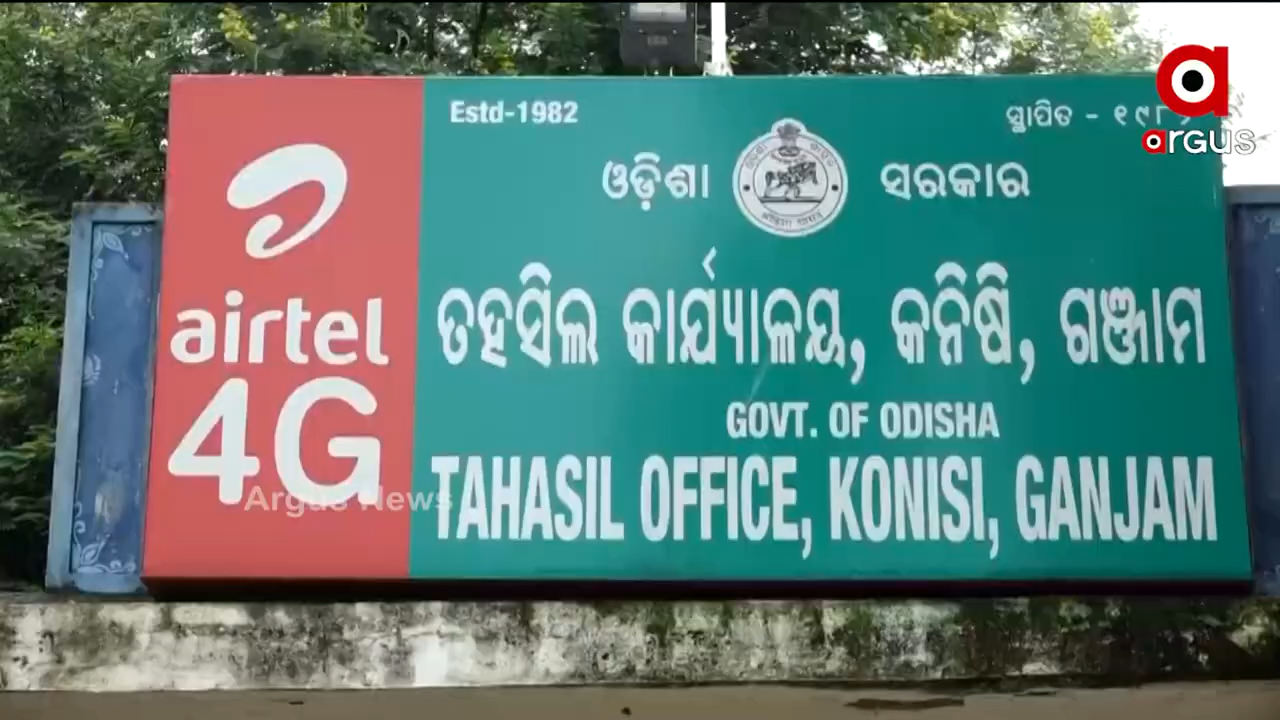 airtel
4G
Estd-1982
ସ୍ଥାପିତ -
ଓଡ଼ିଶା ସରକାର
ତହସିଲ କାର୍ଯ୍ୟାଳୟ, କନିଷି, ଗଞ୍ଜାମ
GOVT. OF ODISHA
TAHASIL OFFICE, KONISI, GANJAM
a
argus
Argus News